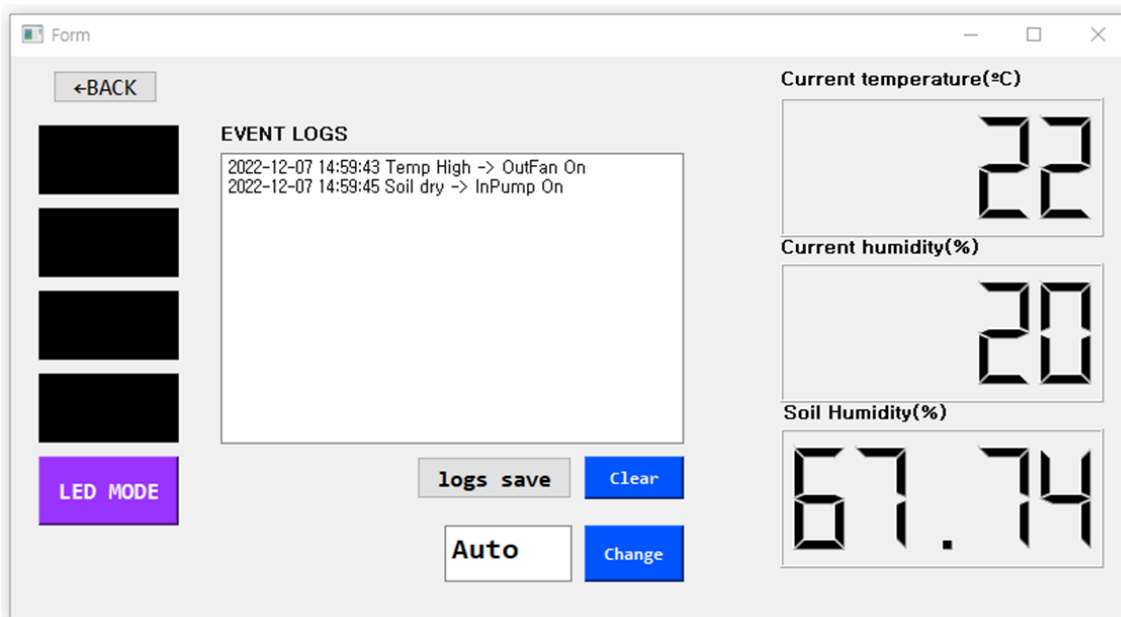 Form
←BACK
EVENT LOGS
2022-12-07 14:59:43 Temp High -> OutFan On
2022-12-07 14:59:45 Soil dry -> InPump On
logs save
Clear
LED MODE
Auto
Change
Current temperature(ºC)
22
Current humidity(%)
20
Soil Humidity(%)
67.74